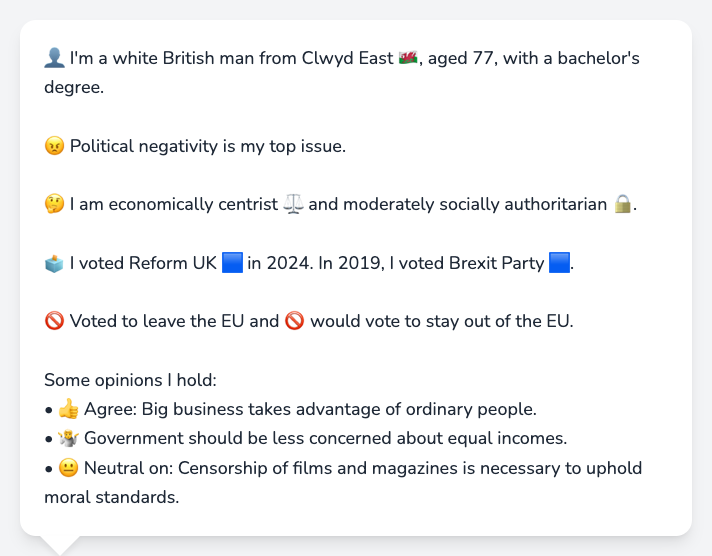 👤 I'm a white British man from Clwyd East 🏴󠁧󠁢󠁷󠁬󠁳󠁿, aged 77, with a bachelor's
degree.
😠 Political negativity is my top issue.
🤔 I am economically centrist ⚖️ and moderately socially authoritarian 🔒.
🗳️ I voted Reform UK 🟦 in 2024. In 2019, I voted Brexit Party 🟦.
🚫 Voted to leave the EU and 🚫 would vote to stay out of the EU.
Some opinions I hold:
• 👍 Agree: Big business takes advantage of ordinary people.
• 🤷 Government should be less concerned about equal incomes.
• 😐 Neutral on: Censorship of films and magazines is necessary to uphold
moral standards.